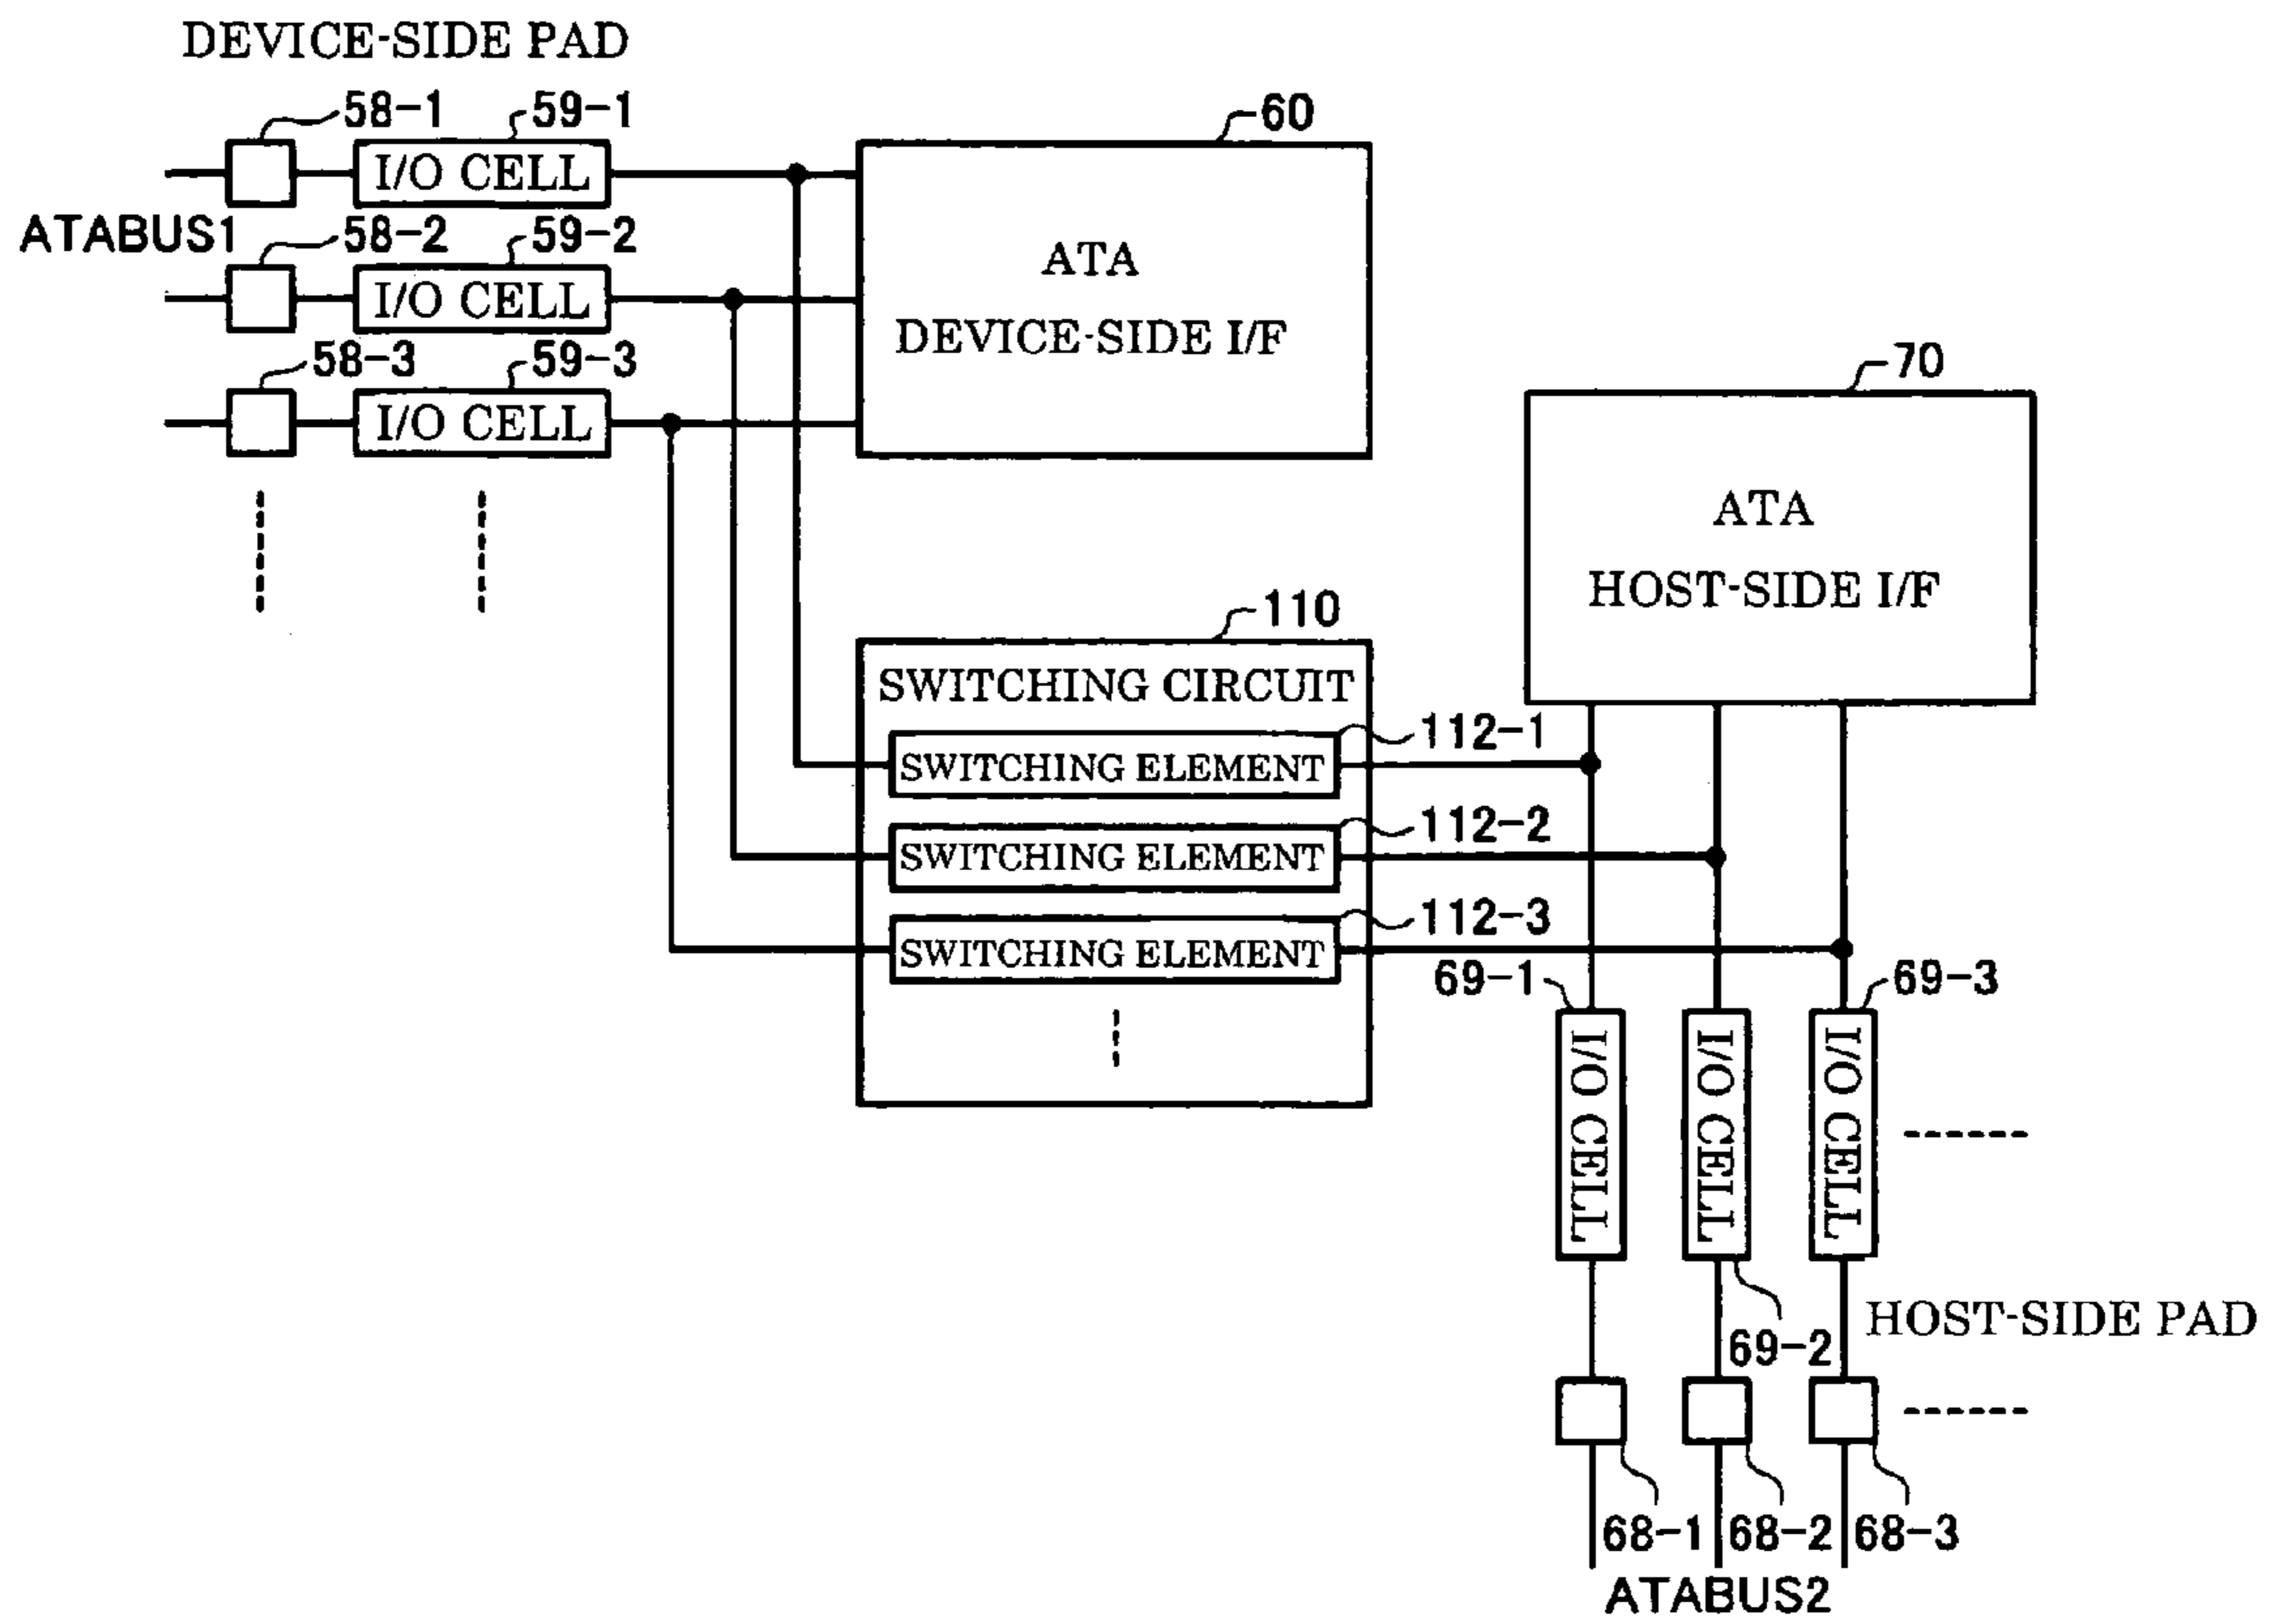 DEVICE-SIDE PAD
58-1
59-1
60
I/O CELL
ATABUS1
58-2
59-2
I/O CELL
ATA
DEVICE-SIDE I/F
58-3
59-3
I/O CELL
70
ATA
HOST-SIDE I/F
110
SWITCHING CIRCUIT
112-1
SWITCHING ELEMENT
112-2
SWITCHING ELEMENT
112-3
SWITCHING ELEMENT
69-1
69-3
I/O CELL
I/O CELL
I/O CELL
69-2
HOST-SIDE PAD
68-1
68-2
68-3
ATABUS2